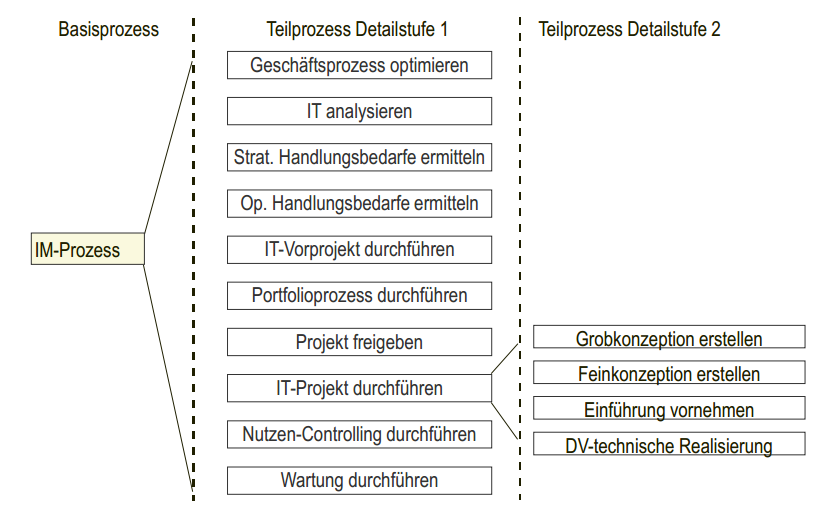 Basisprozess
Teilprozess Detailstufe 1
Teilprozess Detailstufe 2
Geschäftsprozess optimieren
IT analysieren
Strat. Handlungsbedarfe ermitteln
Op. Handlungsbedarfe ermitteln
IM-Prozess
IT-Vorprojekt durchführen
Portfolioprozess durchführen
Projekt freigeben
IT-Projekt durchführen
Nutzen-Controlling durchführen
Wartung durchführen
Grobkonzeption erstellen
Feinkonzeption erstellen
Einführung vornehmen
DV-technische Realisierung